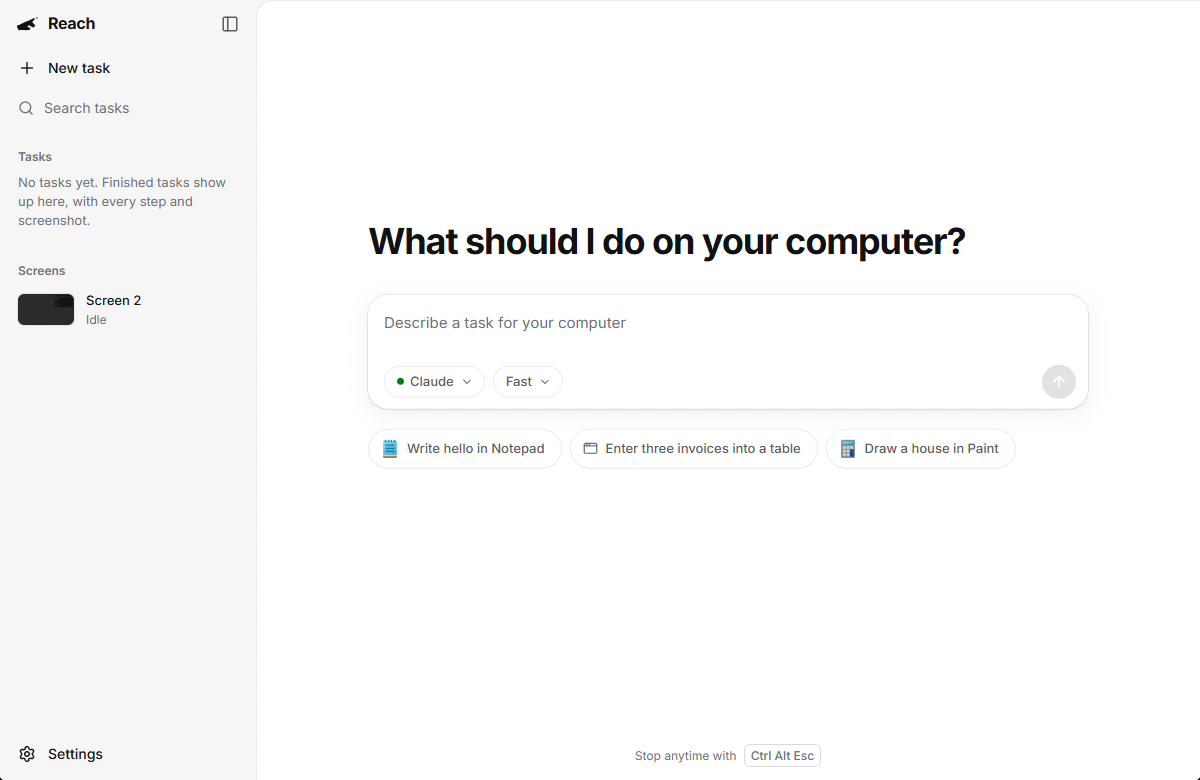 Reach
New task
Search tasks
Tasks
No tasks yet. Finished tasks show
up here, with every step and
screenshot.
Screens
Screen 2
Idle
Settings
What should I do on your computer?
Describe a task for your computer
Claude
Fast
Write hello in Notepad
Enter three invoices into a table
Draw a house in Paint
Stop anytime with Ctrl Alt Esc